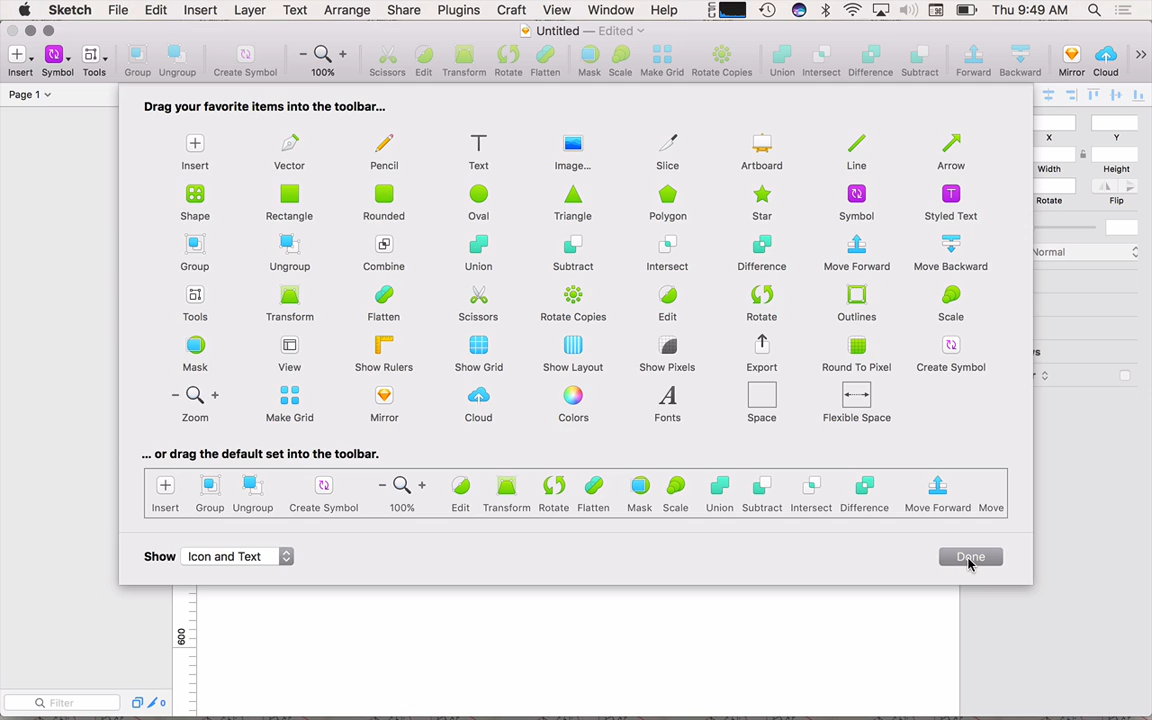 Sketch File Edit Insert Layer Text Arrange Share Plugins Craft View Window Help Thu 9:49 AM
Untitled — Edited
Insert Symbol Tools Group Ungroup Create Symbol 100% Scissors Edit Transform Rotate Flatten Mask Scale Make Grid Rotate Copies Union Intersect Difference Subtract Forward Backward Mirror Cloud
Page 1
Drag your favorite items into the toolbar...
X Y
Insert Vector Pencil Text Image... Slice Artboard Line Arrow
Width Height
Rotate Flip
Shape Rectangle Rounded Oval Triangle Polygon Star Symbol Styled Text
Normal
Group Ungroup Combine Union Subtract Intersect Difference Move Forward Move Backward
Tools Transform Flatten Scissors Rotate Copies Edit Rotate Outlines Scale
Mask View Show Rulers Show Grid Show Layout Show Pixels Export Round To Pixel Create Symbol
Zoom Make Grid Mirror Cloud Colors Fonts Space Flexible Space
... or drag the default set into the toolbar.
Insert Group Ungroup Create Symbol 100% Edit Transform Rotate Flatten Mask Scale Union Subtract Intersect Difference Move Forward Move
Show Icon and Text Done
600
Filter 0